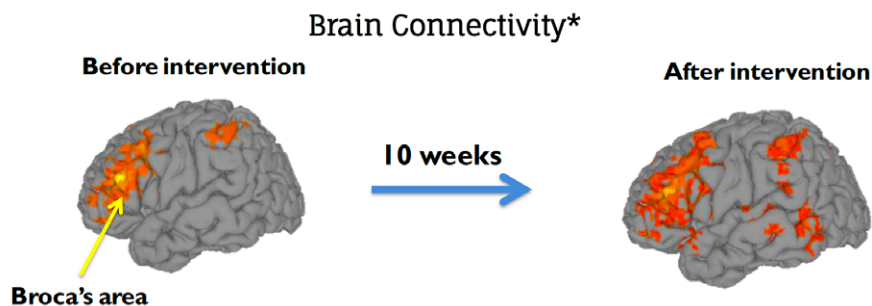 Brain Connectivity*
Before intervention
After intervention
10 weeks
Broca's area